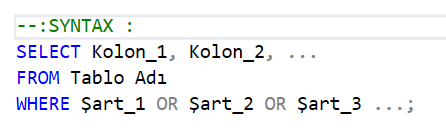 --:SYNTAX :
SELECT Kolon_1, Kolon_2, ...
FROM Tablo Adı
WHERE Şart_1 OR Şart_2 OR Şart_3 ...;